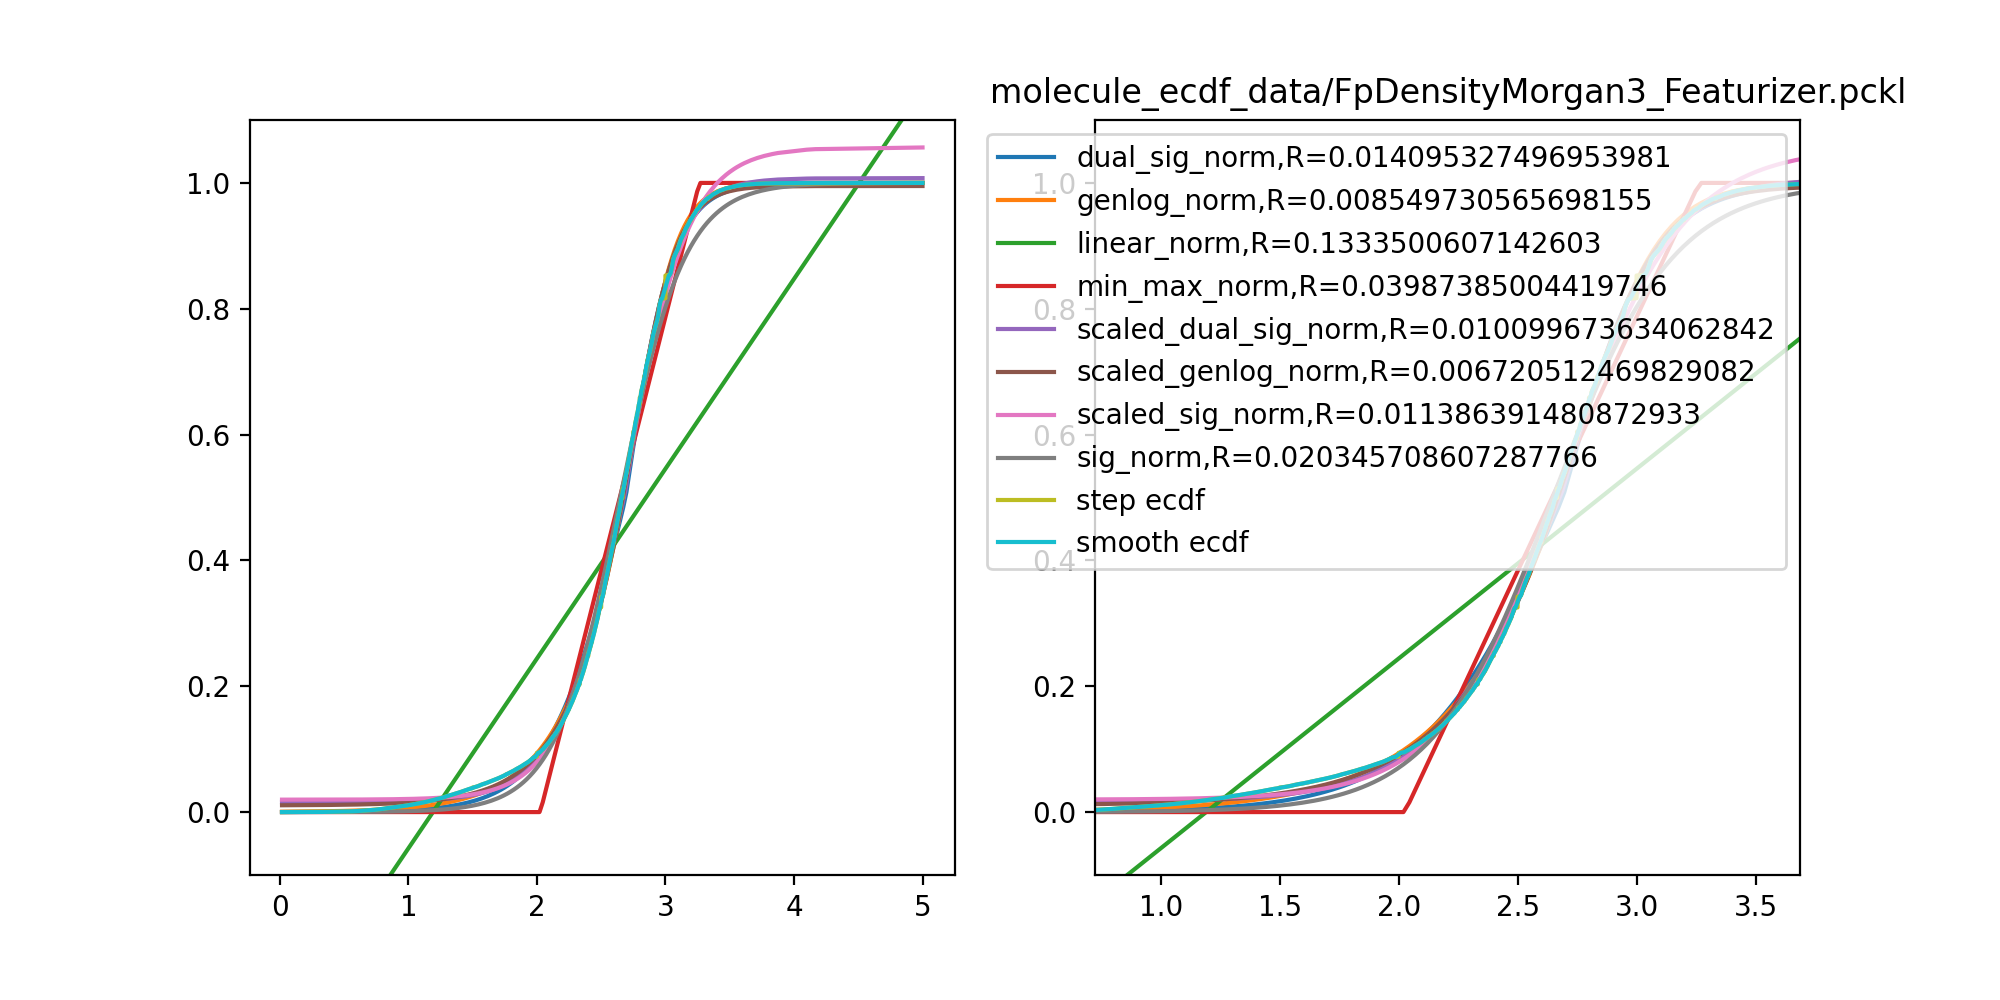 molecule_ecdf_data/FpDensityMorgan3_Featurizer.pckl
1.0
0.8
0.6
0.4
0.2
0.0
0 1 2 3 4 5
dual_sig_norm,R=0.014095327496953981
genlog_norm,R=0.008549730565698155
linear_norm,R=0.1333500607142603
min_max_norm,R=0.03987385004419746
scaled_dual_sig_norm,R=0.010099673634062842
scaled_genlog_norm,R=0.006720512469829082
scaled_sig_norm,R=0.011386391480872933
sig_norm,R=0.020345708607287766
step ecdf
smooth ecdf
1.0
0.8
0.6
0.4
0.2
0.0
1.0 1.5 2.0 2.5 3.0 3.5